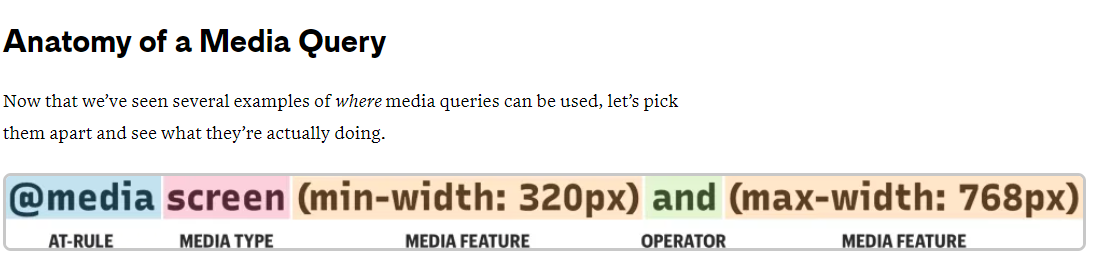 Anatomy of a Media Query
Now that we’ve seen several examples of where media queries can be used, let’s pick
them apart and see what they’re actually doing.
@media screen (min-width: 320px) and (max-width: 768px)
AT-RULE MEDIA TYPE MEDIA FEATURE OPERATOR MEDIA FEATURE